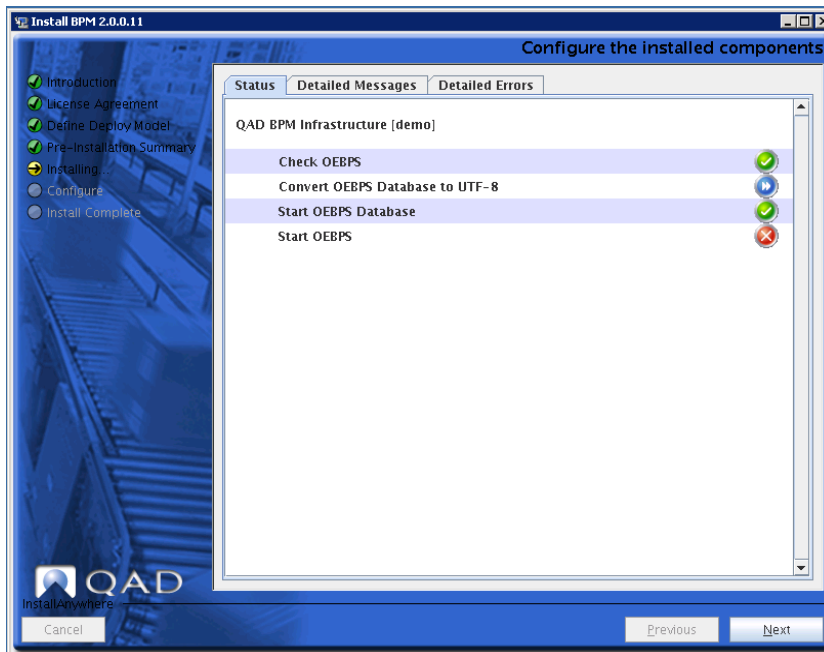 Install BPM 2.0.0.11
Configure the installed components
Introduction
License Agreement
Define Deploy Model
Pre-Installation Summary
Installing...
Configure
Install Complete
Status
Detailed Messages
Detailed Errors
QAD BPM Infrastructure [demo]
Check OEBPS
Convert OEBPS Database to UTF-8
Start OEBPS Database
Start OEBPS
QAD
InstallAnywhere
Cancel
Previous
Next